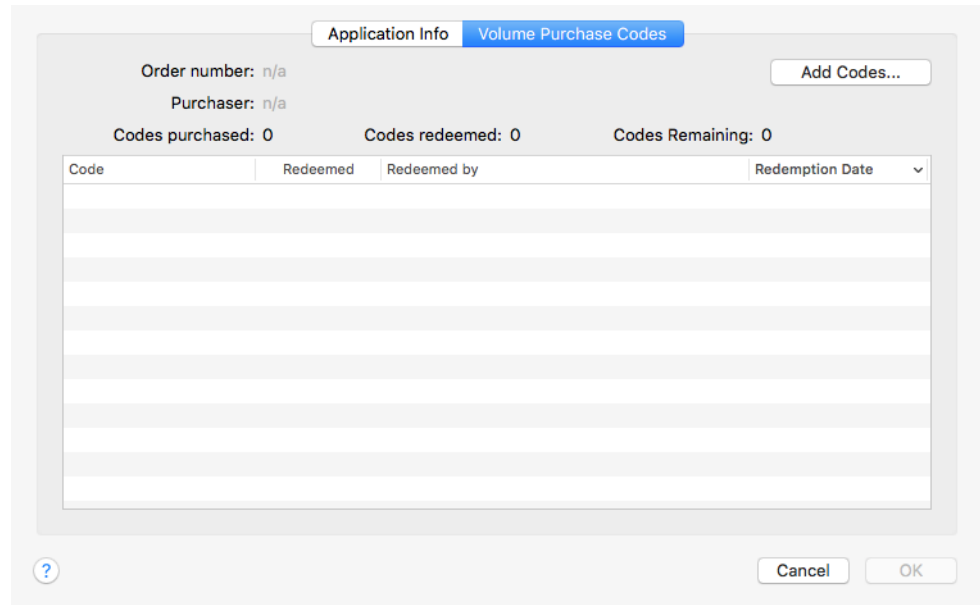 Application Info Volume Purchase Codes
Order number: n/a Add Codes...
Purchaser: n/a
Codes purchased: 0 Codes redeemed: 0 Codes Remaining: 0
Code Redeemed Redeemed by Redemption Date
? Cancel OK